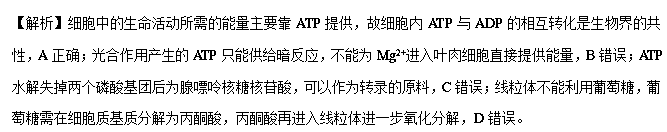 【解析】细胞中的生命活动所需的能量主要靠 ATP 提供，故细胞内 ATP 与 ADP 的相互转化是生物界的共
性，A 正确；光合作用产生的 ATP 只能供给暗反应，不能为 Mg²⁺进入叶肉细胞直接提供能量，B 错误；ATP
水解失掉两个磷酸基团后为腺嘌呤核糖核苷酸，可以作为转录的原料，C 错误；线粒体不能利用葡萄糖，葡
萄糖需在细胞质基质分解为丙酮酸，丙酮酸再进入线粒体进一步氧化分解，D 错误。